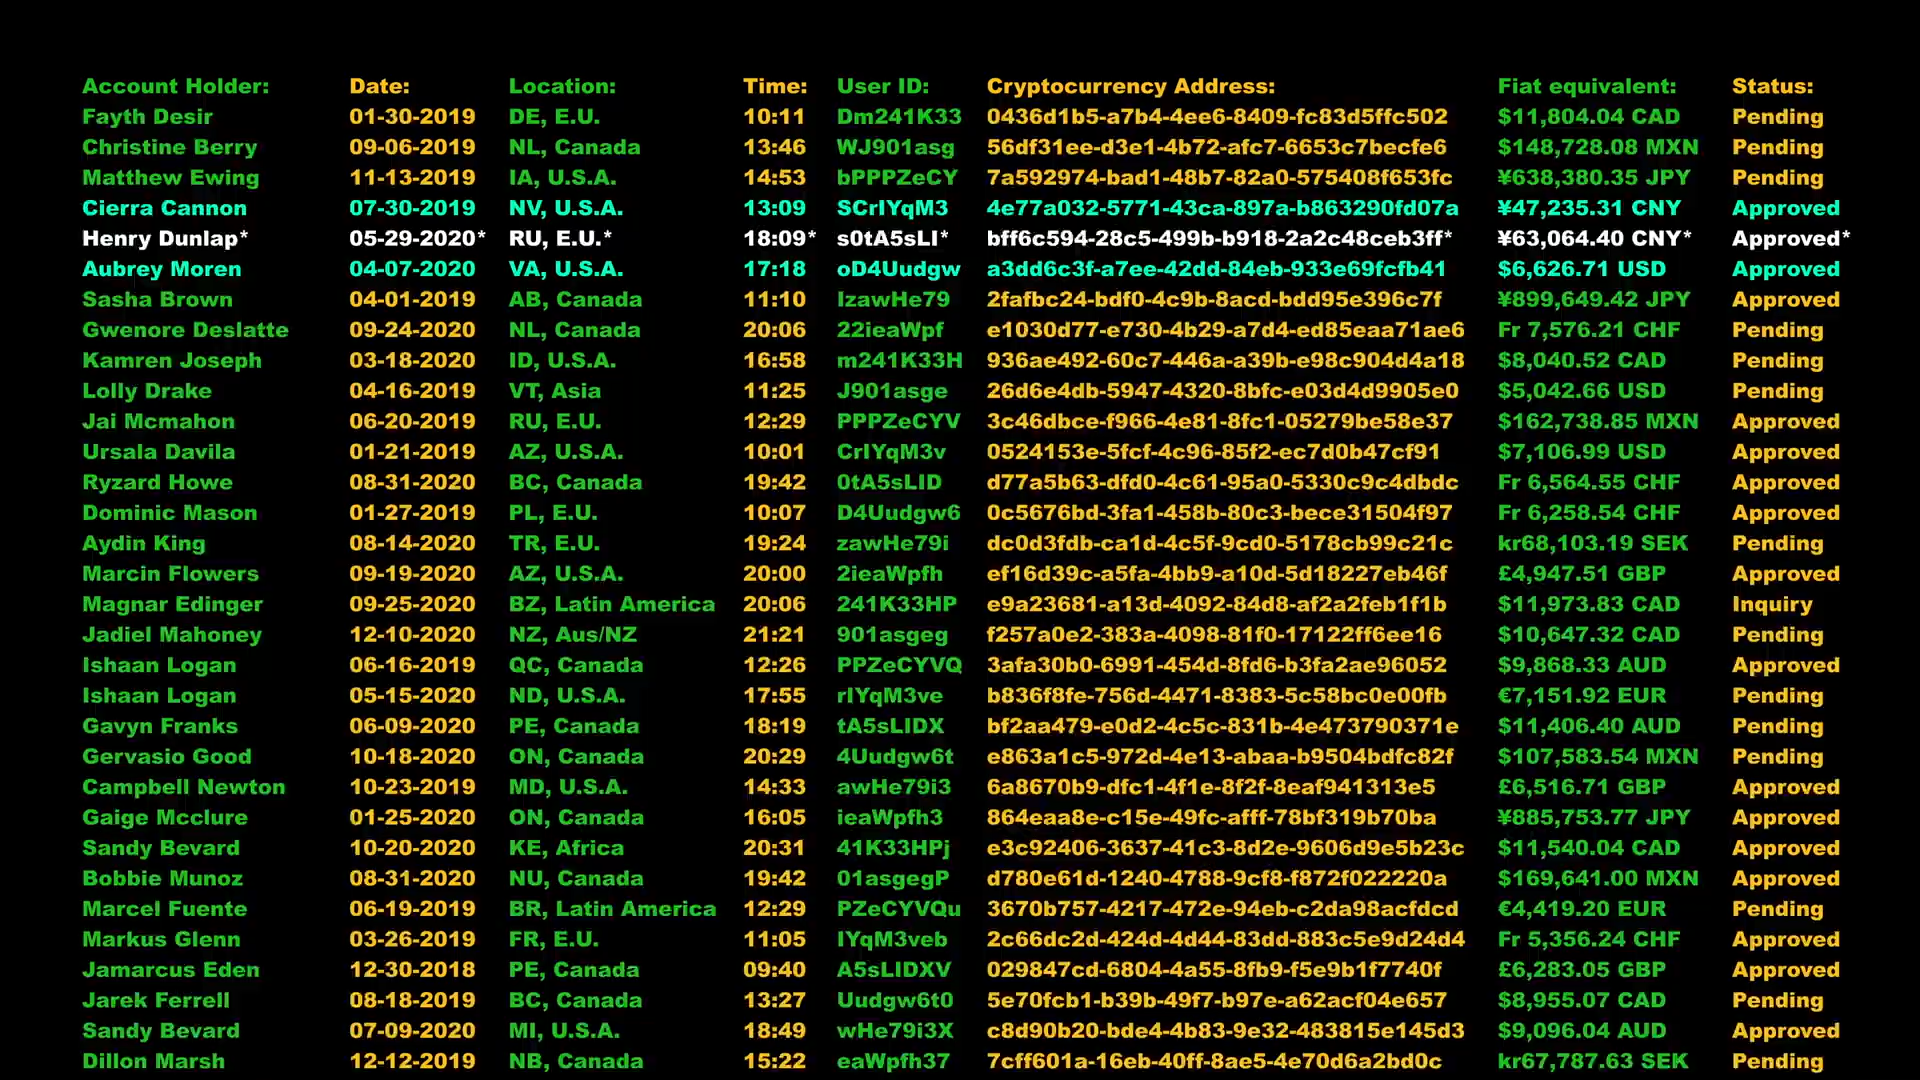 Account Holder: Date: Location: Time: User ID: Cryptocurrency Address: Fiat equivalent: Status:
Fayth Desir 01-30-2019 DE, E.U. 10:11 Dm241K33 0436d1b5-a7b4-4ee6-8409-fc83d5ffc502 $11,804.04 CAD Pending
Christine Berry 09-06-2019 NL, Canada 13:46 WJ901asg 56df31ee-d3e1-4b72-afc7-6653c7becfe6 $148,728.08 MXN Pending
Matthew Ewing 11-13-2019 IA, U.S.A. 14:53 bPPPZeCY 7a592974-bad1-48b7-82a0-575408f653fc ¥638,380.35 JPY Pending
Cierra Cannon 07-30-2019 NV, U.S.A. 13:09 SCrIYqM3 4e77a032-5771-43ca-897a-b863290fd07a ¥47,235.31 CNY Approved
Henry Dunlap* 05-29-2020* RU, E.U.* 18:09* s0tA5sLI* bff6c594-28c5-499b-b918-2a2c48ceb3ff* ¥63,064.40 CNY* Approved*
Aubrey Moren 04-07-2020 VA, U.S.A. 17:18 oD4Uudgw a3dd6c3f-a7ee-42dd-84eb-933e69fcfb41 $6,626.71 USD Approved
Sasha Brown 04-01-2019 AB, Canada 11:10 IzawHe79 2fafbc24-bdf0-4c9b-8acd-bdd95e396c7f ¥899,649.42 JPY Approved
Gwenore Deslatte 09-24-2020 NL, Canada 20:06 22ieaWpf e1030d77-e730-4b29-a7d4-ed85eaa71ae6 Fr 7,576.21 CHF Pending
Kamren Joseph 03-18-2020 ID, U.S.A. 16:58 m241K33H 936ae492-60c7-446a-a39b-e98c904d4a18 $8,040.52 CAD Pending
Lolly Drake 04-16-2019 VT, Asia 11:25 J901asge 26d6e4db-5947-4320-8bfc-e03d4d9905e0 $5,042.66 USD Pending
Jai Mcmahon 06-20-2019 RU, E.U. 12:29 PPPZeCYV 3c46dbce-f966-4e81-8fc1-05279be58e37 $162,738.85 MXN Approved
Ursala Davila 01-21-2019 AZ, U.S.A. 10:01 CrIYqM3v 0524153e-5fcf-4c96-85f2-ec7d0b47cf91 $7,106.99 USD Approved
Ryzard Howe 08-31-2020 BC, Canada 19:42 0tA5sLID d77a5b63-dfd0-4c61-95a0-5330c9c4dbdc Fr 6,564.55 CHF Approved
Dominic Mason 01-27-2019 PL, E.U. 10:07 D4Uudgw6 0c5676bd-3fa1-458b-80c3-bece31504f97 Fr 6,258.54 CHF Approved
Aydin King 08-14-2020 TR, E.U. 19:24 zawHe79i dc0d3fdb-ca1d-4c5f-9cd0-5178cb99c21c kr68,103.19 SEK Pending
Marcin Flowers 09-19-2020 AZ, U.S.A. 20:00 2ieaWpfh ef16d39c-a5fa-4bb9-a10d-5d18227eb46f £4,947.51 GBP Approved
Magnar Edinger 09-25-2020 BZ, Latin America 20:06 241K33HP e9a23681-a13d-4092-84d8-af2a2feb1f1b $11,973.83 CAD Inquiry
Jadiel Mahoney 12-10-2020 NZ, Aus/NZ 21:21 901asgeg f257a0e2-383a-4098-81f0-17122ff6ee16 $10,647.32 CAD Pending
Ishaan Logan 06-16-2019 QC, Canada 12:26 PPZeCYVQ 3afa30b0-6991-454d-8fd6-b3fa2ae96052 $9,868.33 AUD Approved
Ishaan Logan 05-15-2020 ND, U.S.A. 17:55 rIYqM3ve b836f8fe-756d-4471-8383-5c58bc0e00fb €7,151.92 EUR Pending
Gavyn Franks 06-09-2020 PE, Canada 18:19 tA5sLIDX bf2aa479-e0d2-4c5c-831b-4e473790371e $11,406.40 AUD Pending
Gervasio Good 10-18-2020 ON, Canada 20:29 4Uudgw6t e863a1c5-972d-4e13-abaa-b9504bdfc82f $107,583.54 MXN Pending
Campbell Newton 10-23-2019 MD, U.S.A. 14:33 awHe79i3 6a8670b9-dfc1-4f1e-8f2f-8eaf941313e5 £6,516.71 GBP Approved
Gaige Mcclure 01-25-2020 ON, Canada 16:05 ieaWpfh3 864eaa8e-c15e-49fc-afff-78bf319b70ba ¥885,753.77 JPY Approved
Sandy Bevard 10-20-2020 KE, Africa 20:31 41K33HPj e3c92406-3637-41c3-8d2e-9606d9e5b23c $11,540.04 CAD Approved
Bobbie Munoz 08-31-2020 NU, Canada 19:42 01asgegP d780e61d-1240-4788-9cf8-f872f022220a $169,641.00 MXN Approved
Marcel Fuente 06-19-2019 BR, Latin America 12:29 PZeCYVQu 3670b757-4217-472e-94eb-c2da98acfdcd €4,419.20 EUR Pending
Markus Glenn 03-26-2019 FR, E.U. 11:05 IYqM3veb 2c66dc2d-424d-4d44-83dd-883c5e9d24d4 Fr 5,356.24 CHF Approved
Jamarcus Eden 12-30-2018 PE, Canada 09:40 A5sLIDXV 029847cd-6804-4a55-8fb9-f5e9b1f7740f £6,283.05 GBP Approved
Jarek Ferrell 08-18-2019 BC, Canada 13:27 Uudgw6t0 5e70fcb1-b39b-49f7-b97e-a62acf04e657 $8,955.07 CAD Pending
Sandy Bevard 07-09-2020 MI, U.S.A. 18:49 wHe79i3X c8d90b20-bde4-4b83-9e32-483815e145d3 $9,096.04 AUD Approved
Dillon Marsh 12-12-2019 NB, Canada 15:22 eaWpfh37 7cff601a-16eb-40ff-8ae5-4e70d6a2bd0c kr67,787.63 SEK Pending